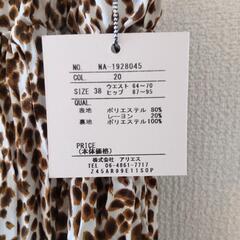 NO. NA-1928045
COL. 20
SIZE 38 ウエスト 64~70
ヒップ 87~95
QUAL.
表地 ポリエステル 80%
レーヨン 20%
裏地 ポリエステル100%
PRICE
(本体価格)
株式会社 アリエス
TEL 06-4861-7717
Z45AR09E11SOP